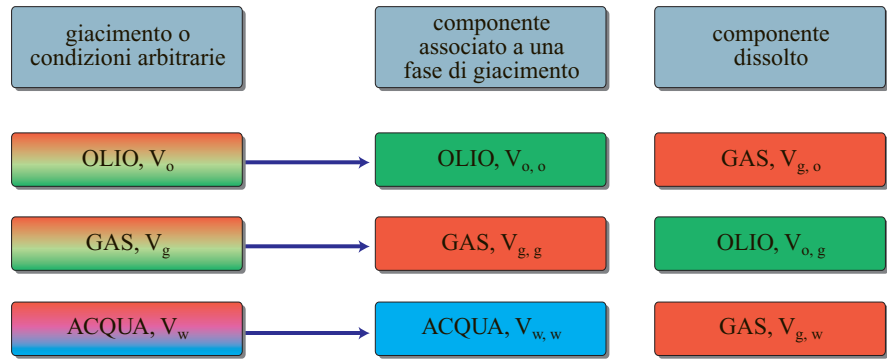 giacimento o
condizioni arbitrarie
componente
associato a una
fase di giacimento
componente
dissolto
OLIO, Vo
OLIO, Vo, o
GAS, Vg, o
GAS, Vg
GAS, Vg, g
OLIO, Vo, g
ACQUA, Vw
ACQUA, Vw, w
GAS, Vg, w